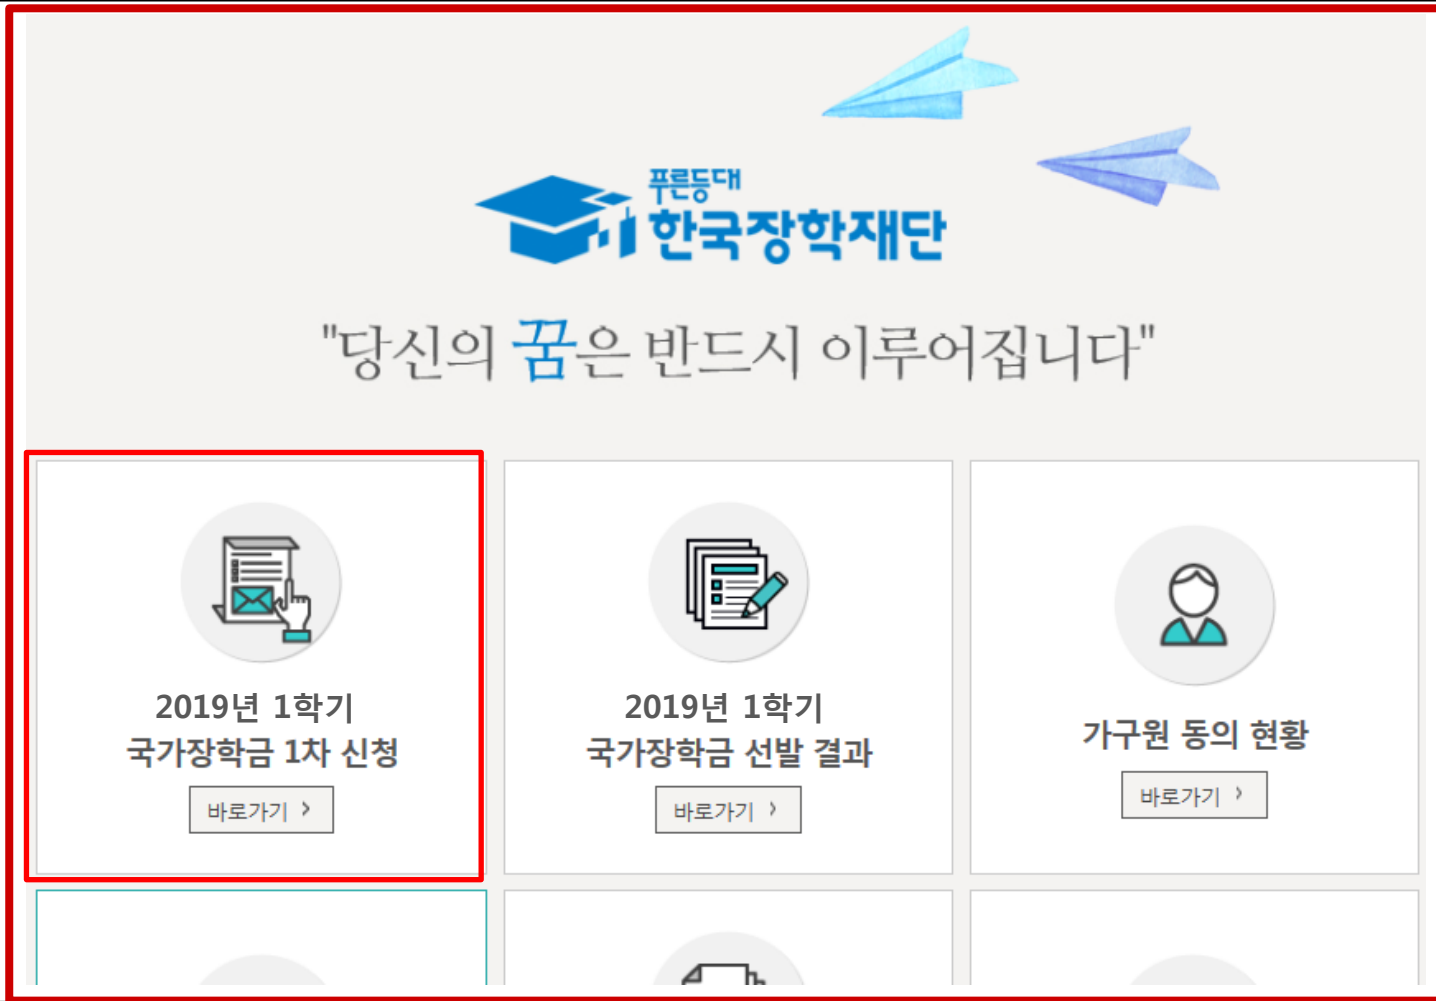 푸른등대
한국장학재단
"당신의 꿈은 반드시 이루어집니다"
2019년 1학기
국가장학금 1차 신청
바로가기 >
2019년 1학기
국가장학금 선발 결과
바로가기 >
가구원 동의 현황
바로가기 >